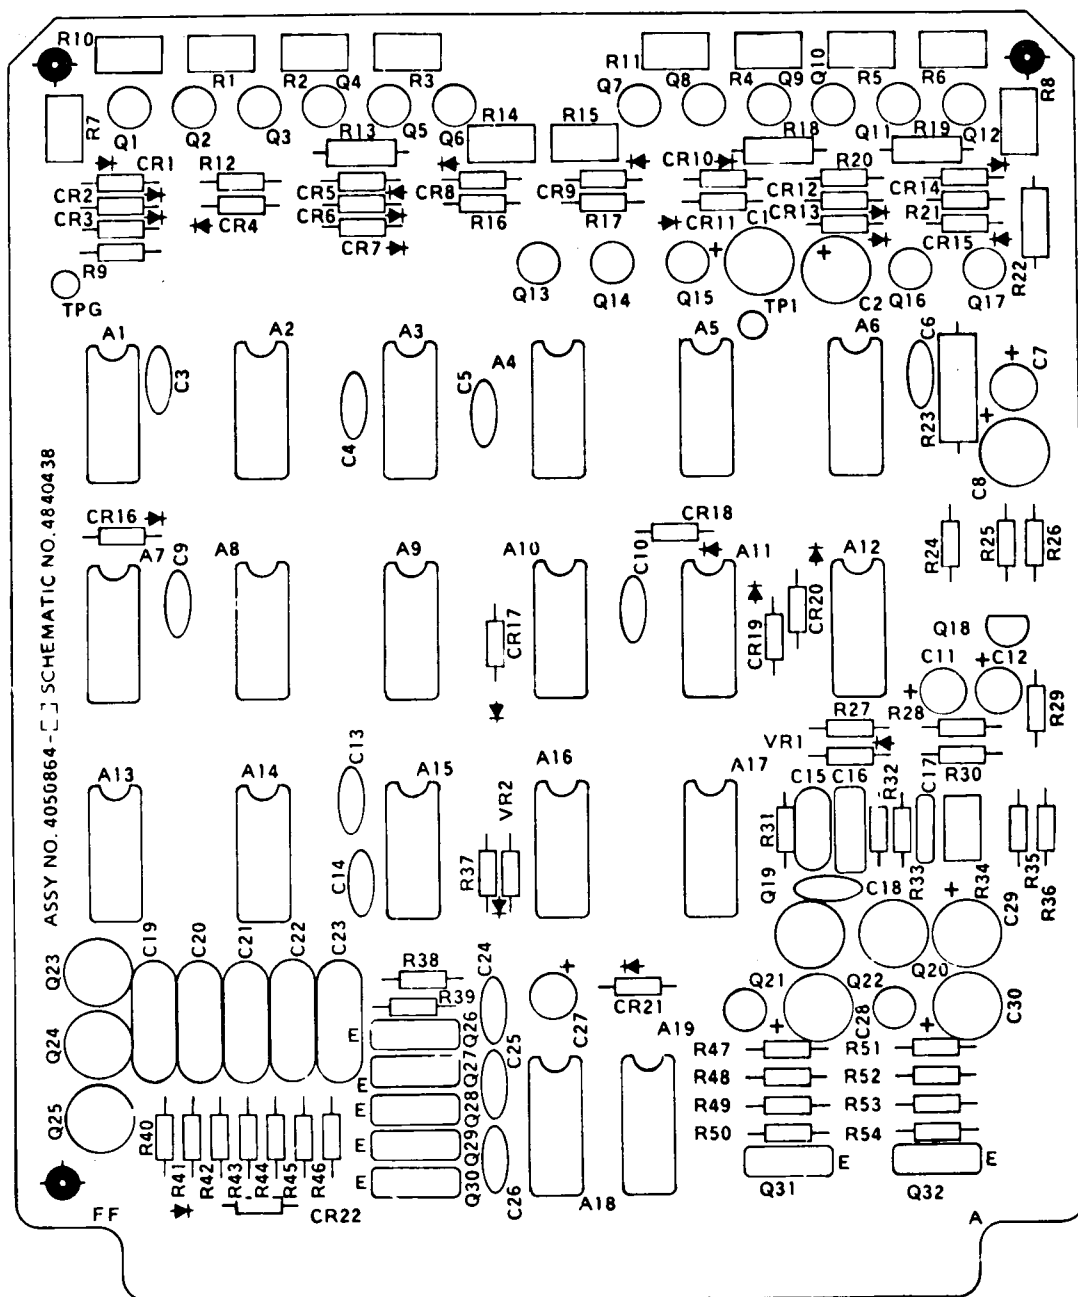 R10 R1 R2 Q4 R3 R11 Q7 Q8 R4 Q9 Q10 R5 R6
R7 Q1 Q2 Q3 R13 Q5 Q6 R14 R15 R18 Q11 R19 Q12 R8
CR1 R12 CR10 R20
CR2 CR5 CR8 CR9 CR12 CR14
CR3 CR4 CR6 R16 R17 CR11 C1 CR13 R21
R9 CR7 CR15 R22
TPG Q13 Q14 Q15 + TP1 + C2 Q16 Q17
A1 A2 A3 A4 A5 A6 C6 + C7
C3 C4 C5 R23 + C8
ASSY NO. 4050864-[ ] SCHEMATIC NO. 4840438
CR16 CR18
A7 C9 A8 A9 A10 C10 A11 A12 R24 R25 R26
CR17 CR19 CR20 Q18
C11 + C12 +
R27 R28 R29
VR1 R30
A13 A14 C13 A15 A16 VR2 A17 C15 C16 R32 C17
C14 R37 R31 R33 R34 R35 R36
Q19 C18 + C29
Q23 C19 C20 C21 C22 C23 R38 C24 + CR21 Q21 Q22 Q20 C30
R39 C27 A19 + C28 +
Q24 E Q26 C25 R47 R51
E Q27 R48 R52
Q25 E Q28 R49 R53
R40 E Q29 R50 R54
R41 R42 R43 R44 R45 R46 E Q30 C26 A18 Q31 E Q32 E
FF CR22 A